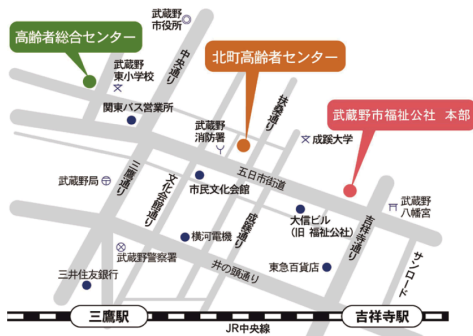 武蔵野
市役所
高齢者総合センター
中央通り
北町高齢者センター
武蔵野
東小学校
関東バス営業所
扶桑通り
武蔵野
消防署
成蹊大学
武蔵野市福祉公社 本部
五日市街道
武蔵野局
三鷹通り
文化会館通り
市民文化会館
成蹊通り
大信ビル
(旧 福祉公社)
吉祥寺通り
武蔵野
八幡宮
横河電機
武蔵野警察署
井の頭通り
東急百貨店
サンロード
三井住友銀行
三鷹駅
吉祥寺駅
JR中央線